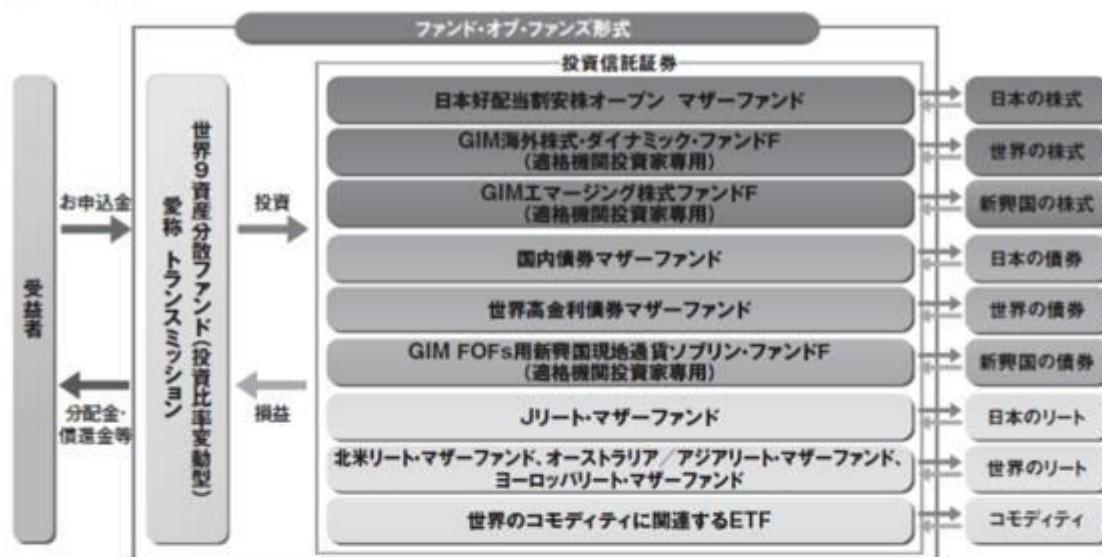 ファンド・オブ・ファンズ形式
投資信託証券
受益者
お申込金
分配金・
償還金等
世界9資産分散ファンド(投資比率変動型)
愛称 トランスミッション
投資
損益
日本好配当割安株オープン マザーファンド
日本の株式
GIM海外株式・ダイナミック・ファンドF
(適格機関投資家専用)
世界の株式
GIMエマージング株式ファンドF
(適格機関投資家専用)
新興国の株式
国内債券マザーファンド
日本の債券
世界高金利債券マザーファンド
世界の債券
GIM FOFs用新興国現地通貨ソブリン・ファンドF
(適格機関投資家専用)
新興国の債券
Jリート・マザーファンド
日本のリート
北米リート・マザーファンド、オーストラリア/アジアリート・マザーファンド、
ヨーロッパリート・マザーファンド
世界のリート
世界のコモディティに関連するETF
コモディティ